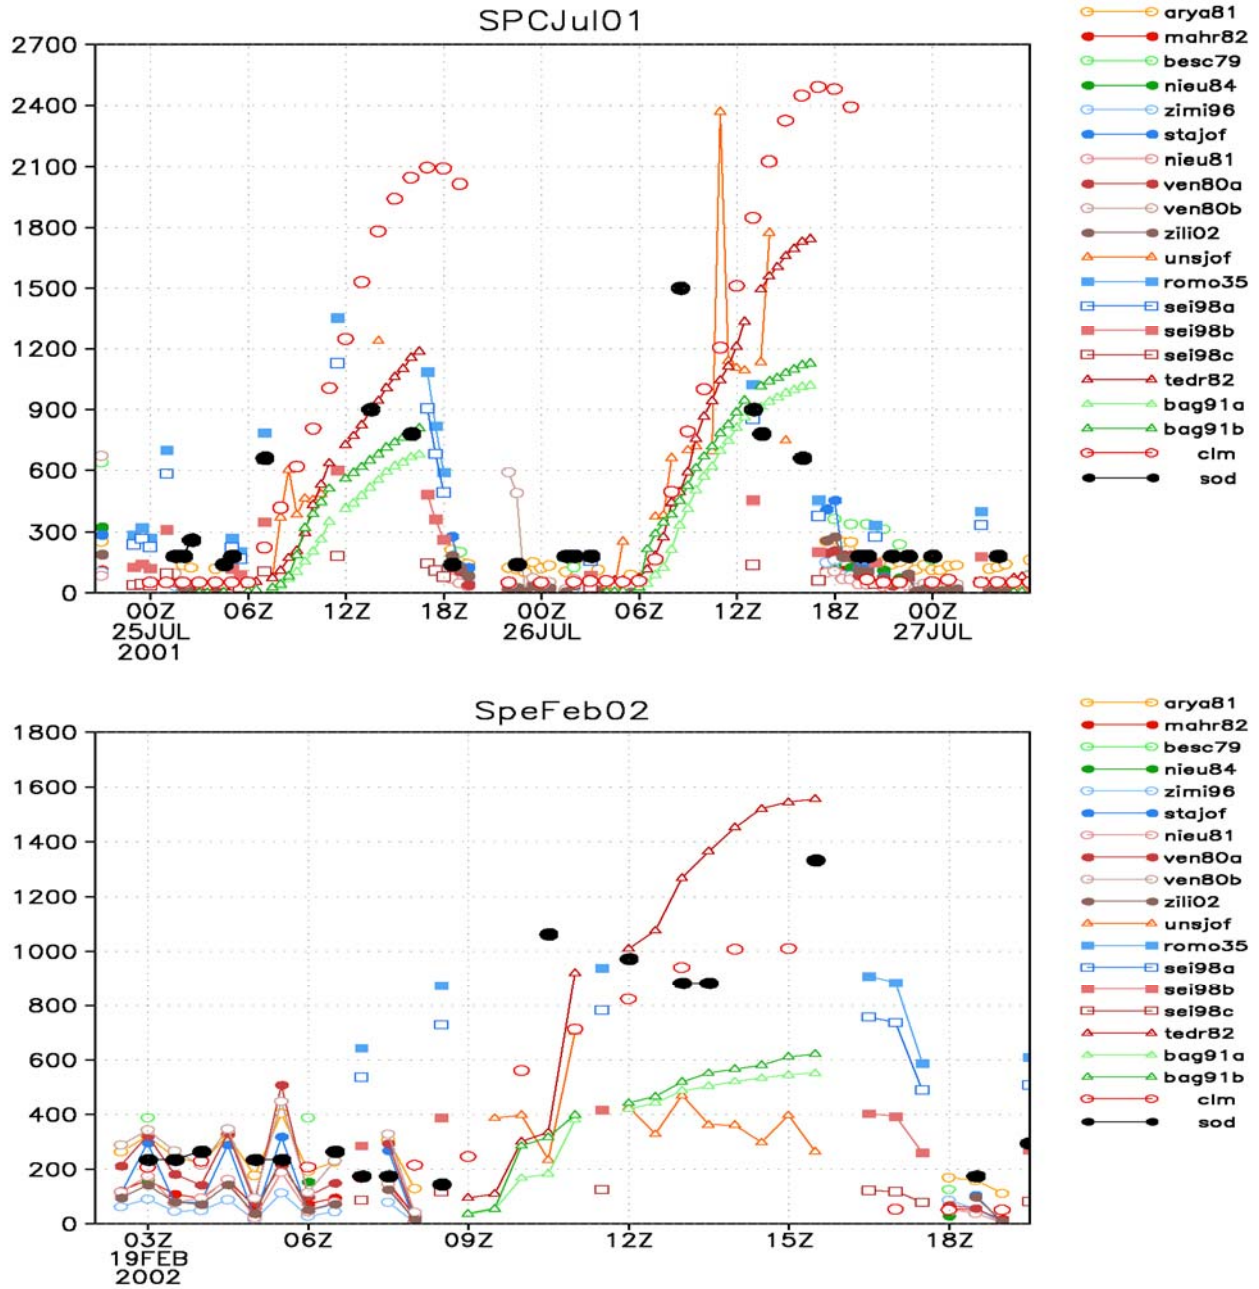 SPCJul01
2700
2400
2100
1800
1500
1200
900
600
300
0
00Z 06Z 12Z 18Z 00Z 06Z 12Z 18Z 00Z
25JUL 26JUL 27JUL
2001
arya81
mahr82
besc79
nieu84
zimi96
stajof
nieu81
ven80a
ven80b
zili02
unsjof
romo35
sei98a
sei98b
sei98c
tedr82
bag91a
bag91b
clm
sod
SpeFeb02
1800
1600
1400
1200
1000
800
600
400
200
0
03Z 06Z 09Z 12Z 15Z 18Z
19FEB
2002
arya81
mahr82
besc79
nieu84
zimi96
stajof
nieu81
ven80a
ven80b
zili02
unsjof
romo35
sei98a
sei98b
sei98c
tedr82
bag91a
bag91b
clm
sod